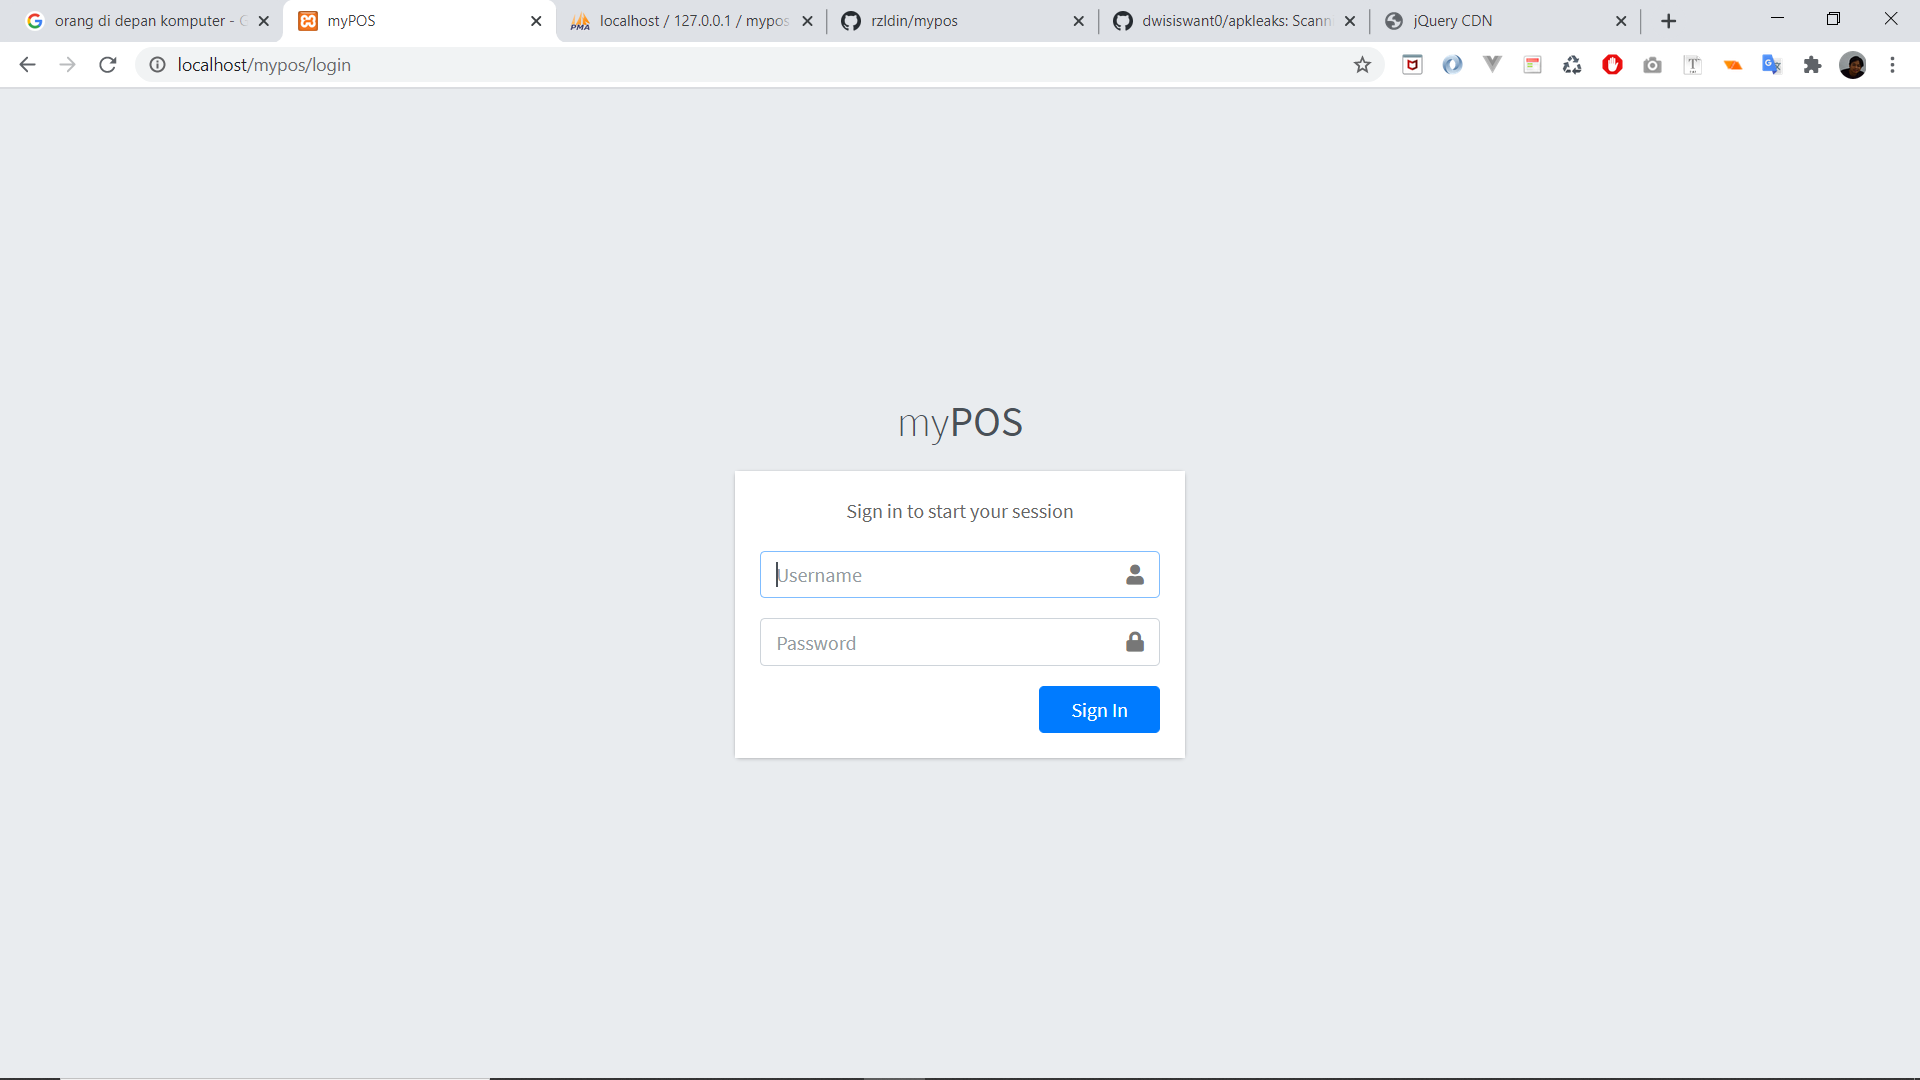 orang di depan komputer - G
myPOS
localhost / 127.0.0.1 / mypos
rzldin/mypos
dwisiswant0/apkleaks: Scann
jQuery CDN
localhost/mypos/login
myPOS
Sign in to start your session
Username
Password
Sign In